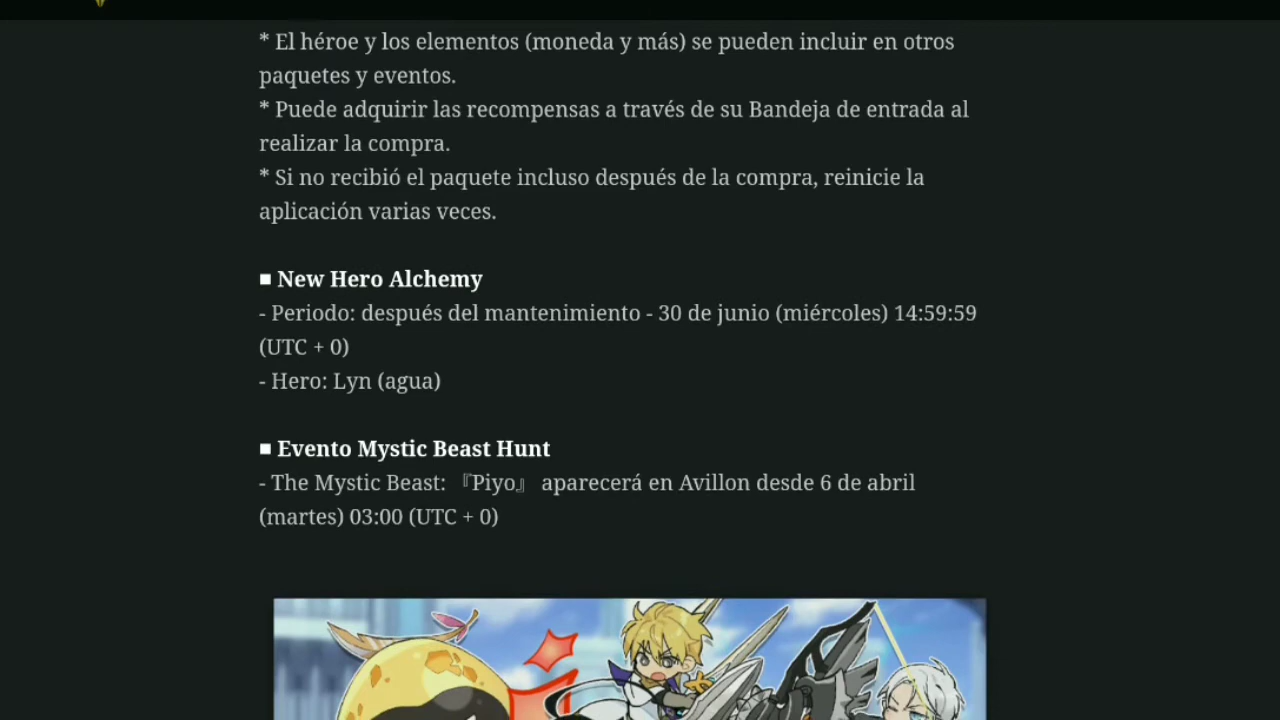 * El héroe y los elementos (moneda y más) se pueden incluir en otros
paquetes y eventos.
* Puede adquirir las recompensas a través de su Bandeja de entrada al
realizar la compra.
* Si no recibió el paquete incluso después de la compra, reinicie la
aplicación varias veces.
■ New Hero Alchemy
- Periodo: después del mantenimiento - 30 de junio (miércoles) 14:59:59
(UTC + 0)
- Hero: Lyn (agua)
■ Evento Mystic Beast Hunt
- The Mystic Beast: 『Piyo』 aparecerá en Avillon desde 6 de abril
(martes) 03:00 (UTC + 0)